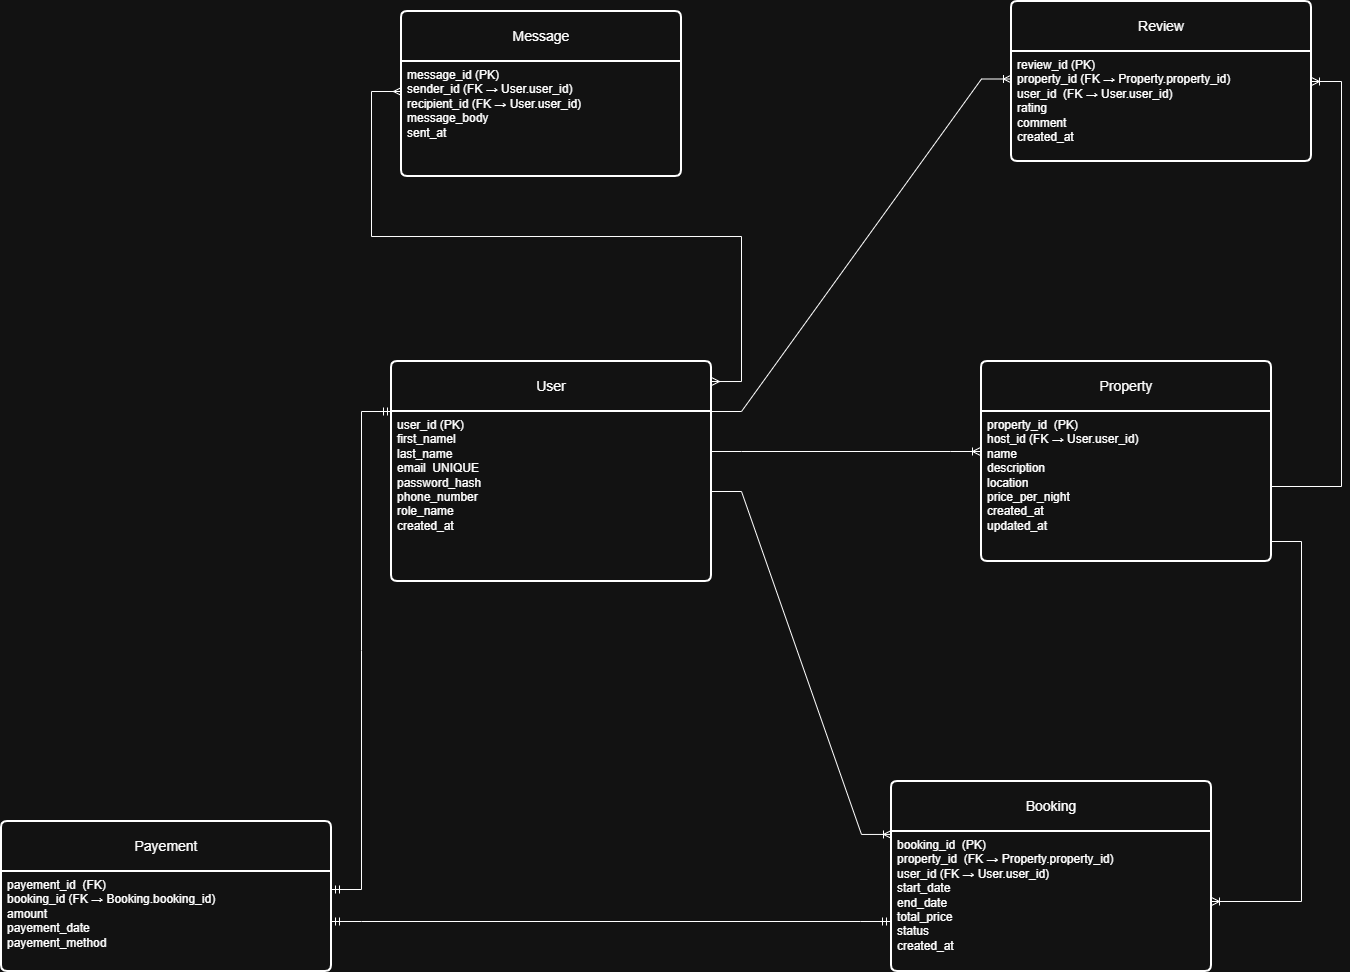 Message
message_id (PK)
sender_id (FK → User.user_id)
recipient_id (FK → User.user_id)
message_body
sent_at
Review
review_id (PK)
property_id (FK → Property.property_id)
user_id (FK → User.user_id)
rating
comment
created_at
User
user_id (PK)
first_namel
last_name
email UNIQUE
password_hash
phone_number
role_name
created_at
Property
property_id (PK)
host_id (FK → User.user_id)
name
description
location
price_per_night
created_at
updated_at
Payement
payement_id (FK)
booking_id (FK → Booking.booking_id)
amount
payement_date
payement_method
Booking
booking_id (PK)
property_id (FK → Property.property_id)
user_id (FK → User.user_id)
start_date
end_date
total_price
status
created_at